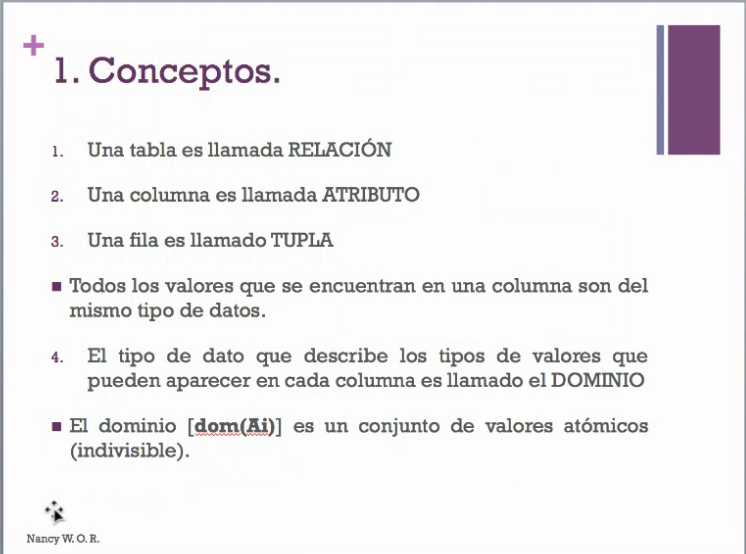 +
1. Conceptos.
1. Una tabla es llamada RELACIÓN
2. Una columna es llamada ATRIBUTO
3. Una fila es llamado TUPLA
■ Todos los valores que se encuentran en una columna son del
mismo tipo de datos.
4. El tipo de dato que describe los tipos de valores que
pueden aparecer en cada columna es llamado el DOMINIO
■ El dominio [dom(Ai)] es un conjunto de valores atómicos
(indivisible).
Nancy W. O. R.